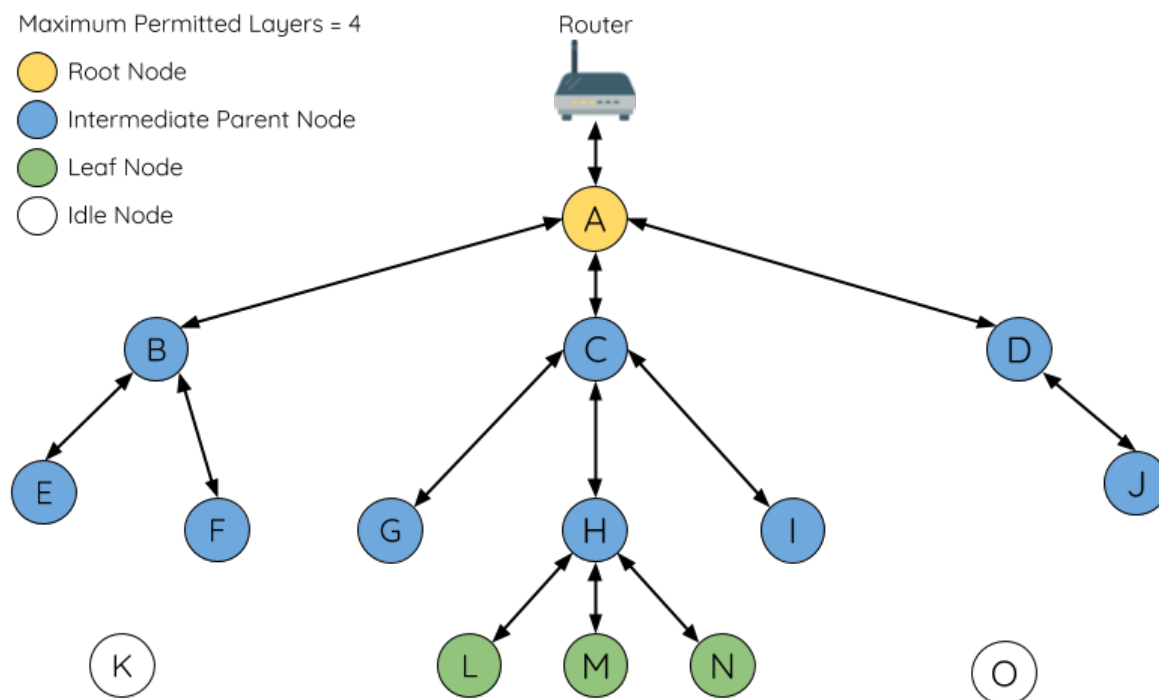 Maximum Permitted Layers = 4
Router
Root Node
Intermediate Parent Node
Leaf Node
Idle Node
A
B
C
D
E
F
G
H
I
J
K
L
M
N
O